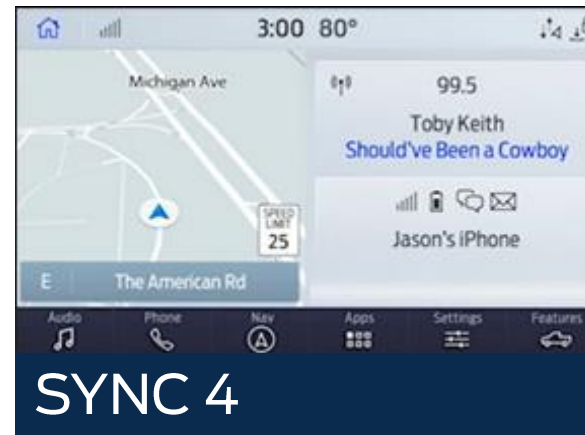 3:00 80°
Michigan Ave
99.5
Toby Keith
Should've Been a Cowboy
SPEED
LIMIT
25
Jason's iPhone
E The American Rd
Audio Phone Nav Apps Settings Features
SYNC 4